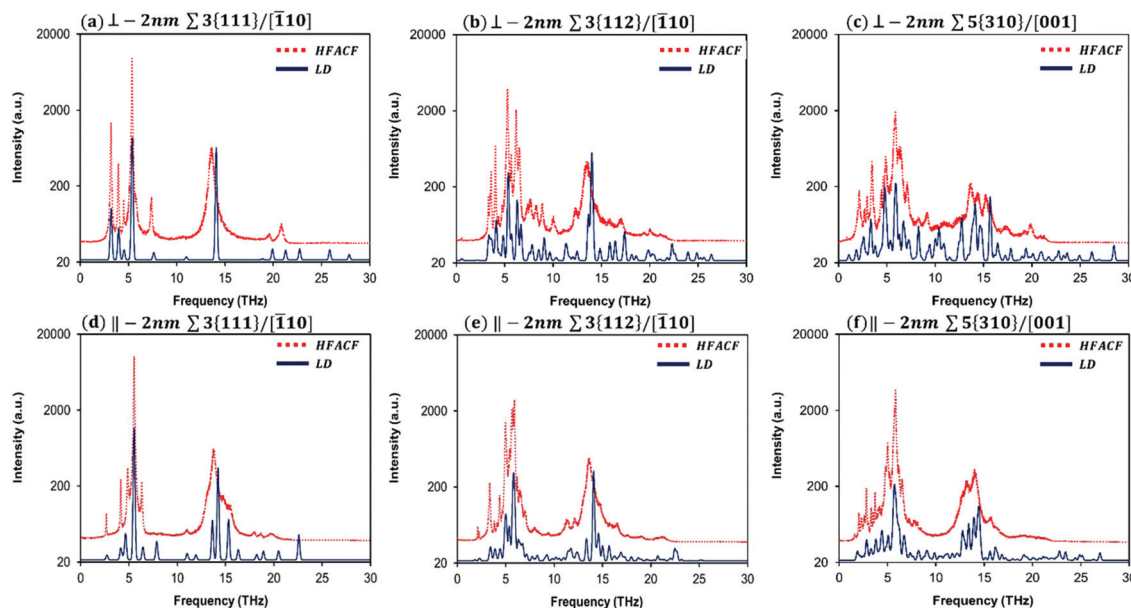 (a) ⊥ − 2nm ∑ 3{111}/[1̅10]
20000
2000
200
20
Intensity (a.u.)
HFACF
LD
0 5 10 15 20 25 30
Frequency (THz)
(b) ⊥ − 2nm ∑ 3{112}/[1̅10]
20000
2000
200
20
Intensity (a.u.)
HFACF
LD
0 5 10 15 20 25 30
Frequency (THz)
(c) ⊥ − 2nm ∑ 5{310}/[001]
20000
2000
200
20
Intensity (a.u.)
HFACF
LD
0 5 10 15 20 25 30
Frequency (THz)
(d) ∥ − 2nm ∑ 3{111}/[1̅10]
20000
2000
200
20
Intensity (a.u.)
HFACF
LD
0 5 10 15 20 25 30
Frequency (THz)
(e) ∥ − 2nm ∑ 3{112}/[1̅10]
20000
2000
200
20
Intensity (a.u.)
HFACF
LD
0 5 10 15 20 25 30
Frequency (THz)
(f) ∥ − 2nm ∑ 5{310}/[001]
20000
2000
200
20
Intensity (a.u.)
HFACF
LD
0 5 10 15 20 25 30
Frequency (THz)